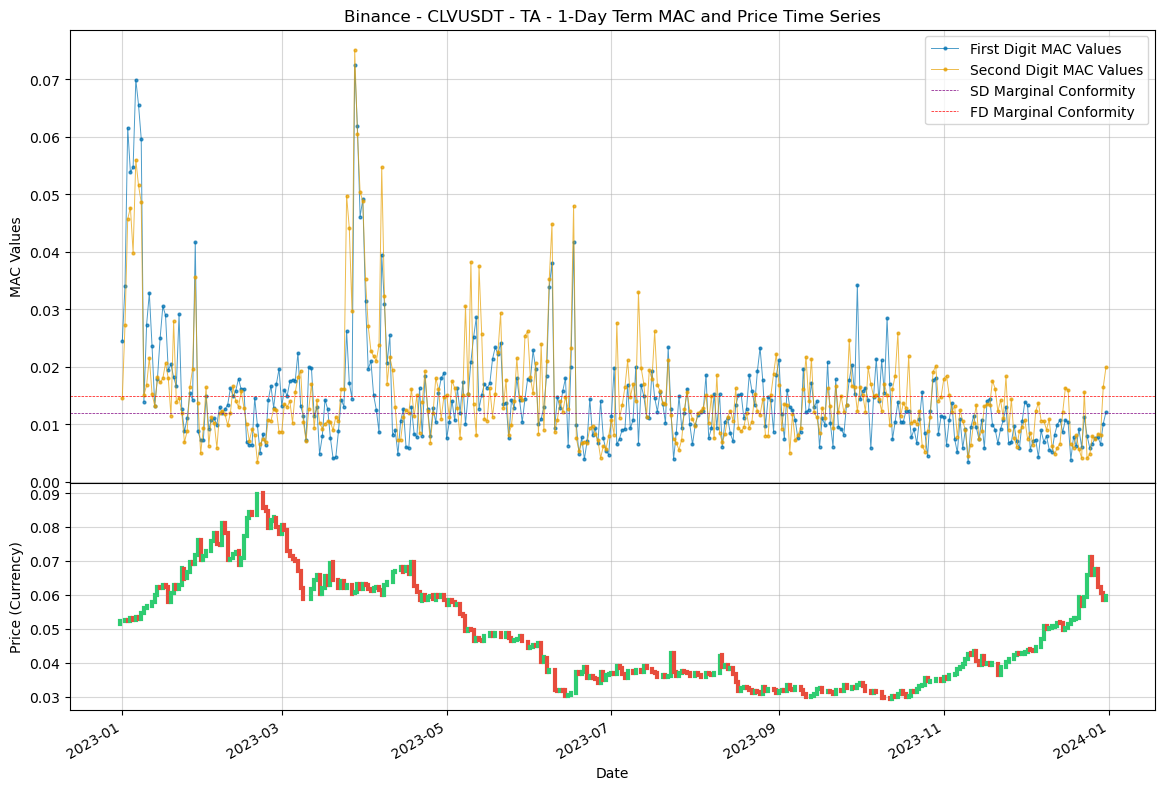 Binance - CLVUSDT - TA - 1-Day Term MAC and Price Time Series
First Digit MAC Values
Second Digit MAC Values
SD Marginal Conformity
FD Marginal Conformity
MAC Values
0.07
0.06
0.05
0.04
0.03
0.02
0.01
0.00
Price (Currency)
0.09
0.08
0.07
0.06
0.05
0.04
0.03
2023-01
2023-03
2023-05
2023-07
2023-09
2023-11
2024-01
Date